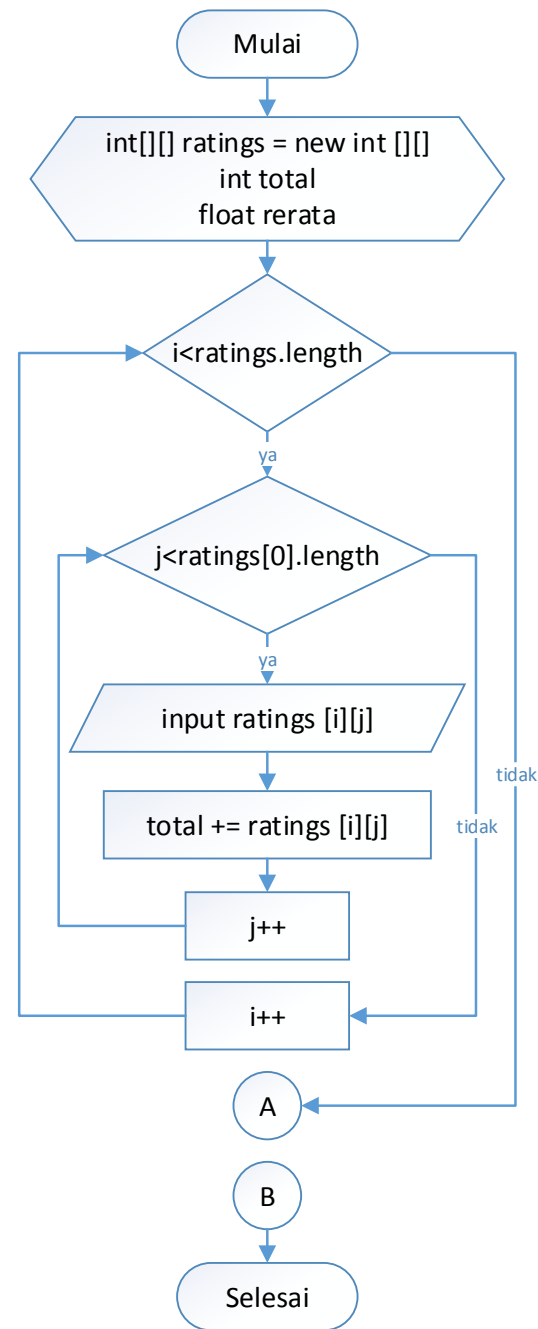 Mulai
int[][] ratings = new int [][]
int total
float rerata
i<ratings.length
ya
j<ratings[0].length
ya
input ratings [i][j]
tidak
total += ratings [i][j]
tidak
j++
i++
A
B
Selesai